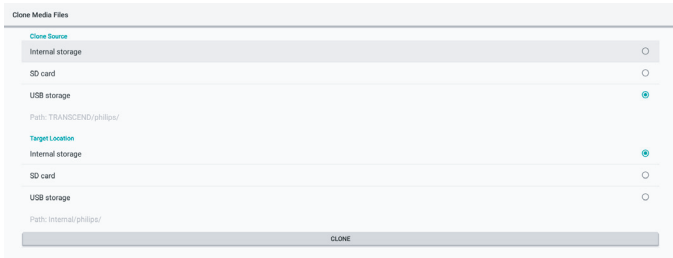 Clone Media Files
Clone Source
Internal storage
SD card
USB storage
Path: TRANSCEND/philips/
Target Location
Internal storage
SD card
USB storage
Path: Internal/philips/
CLONE